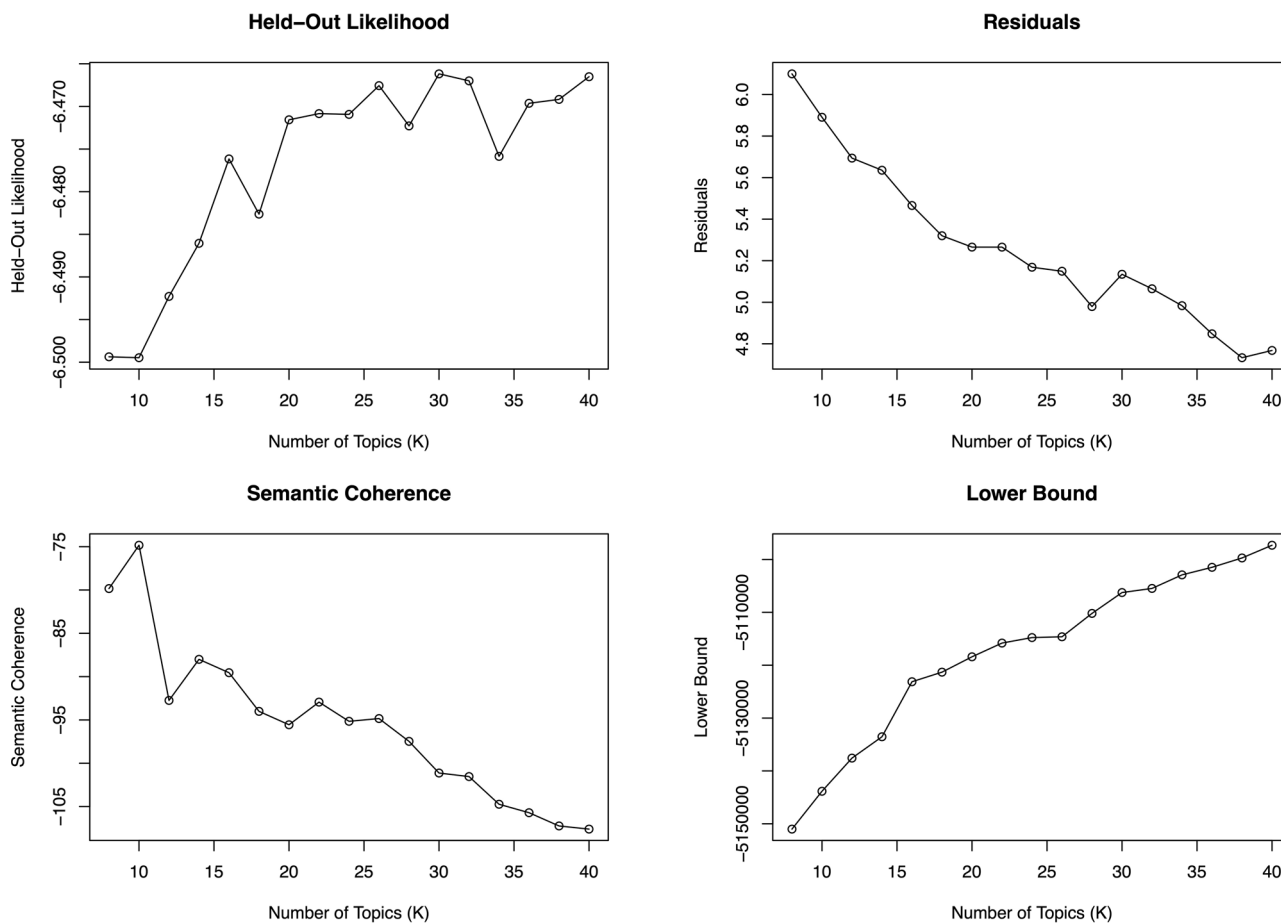 Held−Out Likelihood
Held−Out Likelihood
−6.470
−6.480
−6.490
−6.500
10 15 20 25 30 35 40
Number of Topics (K)
Residuals
Residuals
6.0
5.8
5.6
5.4
5.2
5.0
4.8
10 15 20 25 30 35 40
Number of Topics (K)
Semantic Coherence
Semantic Coherence
−75
−85
−95
−105
10 15 20 25 30 35 40
Number of Topics (K)
Lower Bound
Lower Bound
−5110000
−5130000
−5150000
10 15 20 25 30 35 40
Number of Topics (K)